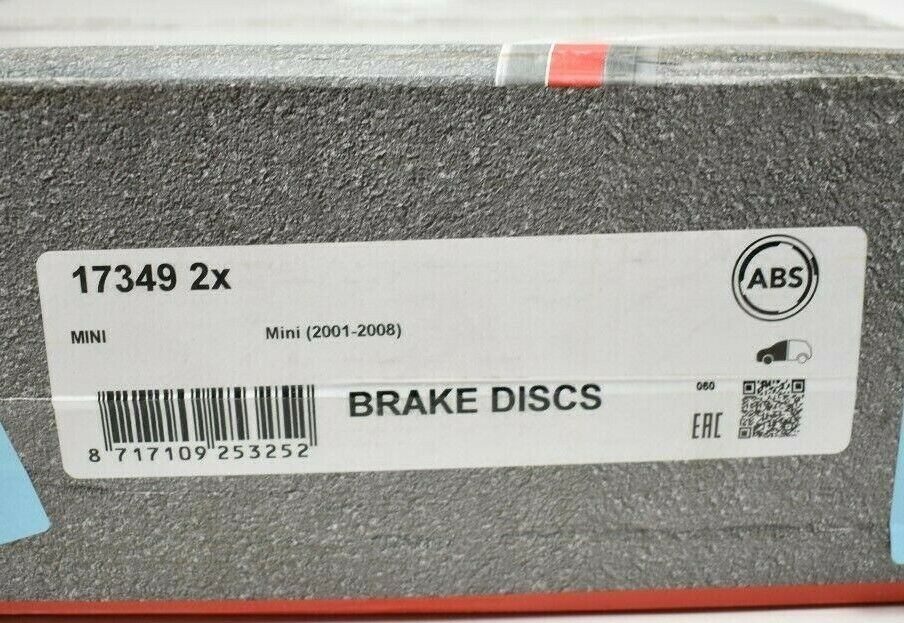 17349 2x
ABS
MINI Mini (2001-2008)
BRAKE DISCS
060
EAC
8 717109 253252